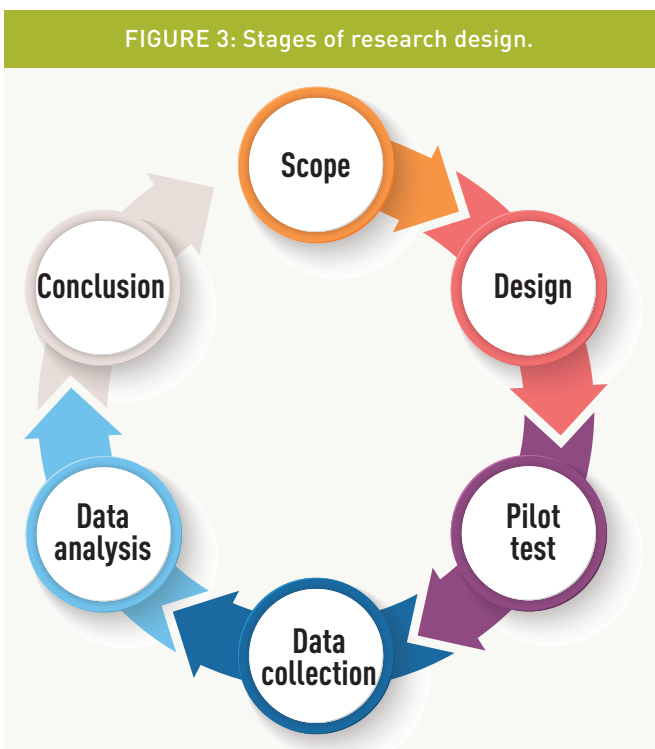 FIGURE 3: Stages of research design.
Scope
Design
Pilot
test
Data
collection
Data
analysis
Conclusion